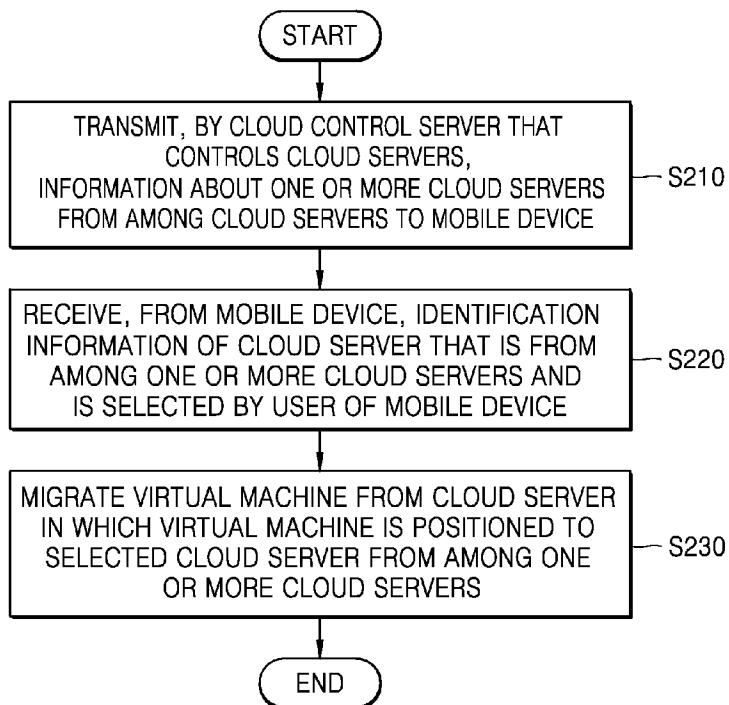 START
TRANSMIT, BY CLOUD CONTROL SERVER THAT
CONTROLS CLOUD SERVERS,
INFORMATION ABOUT ONE OR MORE CLOUD SERVERS
FROM AMONG CLOUD SERVERS TO MOBILE DEVICE
S210
RECEIVE, FROM MOBILE DEVICE, IDENTIFICATION
INFORMATION OF CLOUD SERVER THAT IS FROM
AMONG ONE OR MORE CLOUD SERVERS AND
IS SELECTED BY USER OF MOBILE DEVICE
S220
MIGRATE VIRTUAL MACHINE FROM CLOUD SERVER
IN WHICH VIRTUAL MACHINE IS POSITIONED TO
SELECTED CLOUD SERVER FROM AMONG ONE
OR MORE CLOUD SERVERS
S230
END